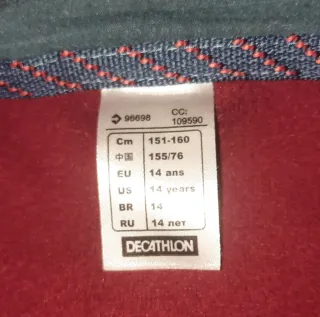 96698 CC: 109590
Cm 151-160
中国 155/76
EU 14 ans
US 14 years
BR 14
RU 14 лет
DECATHLON